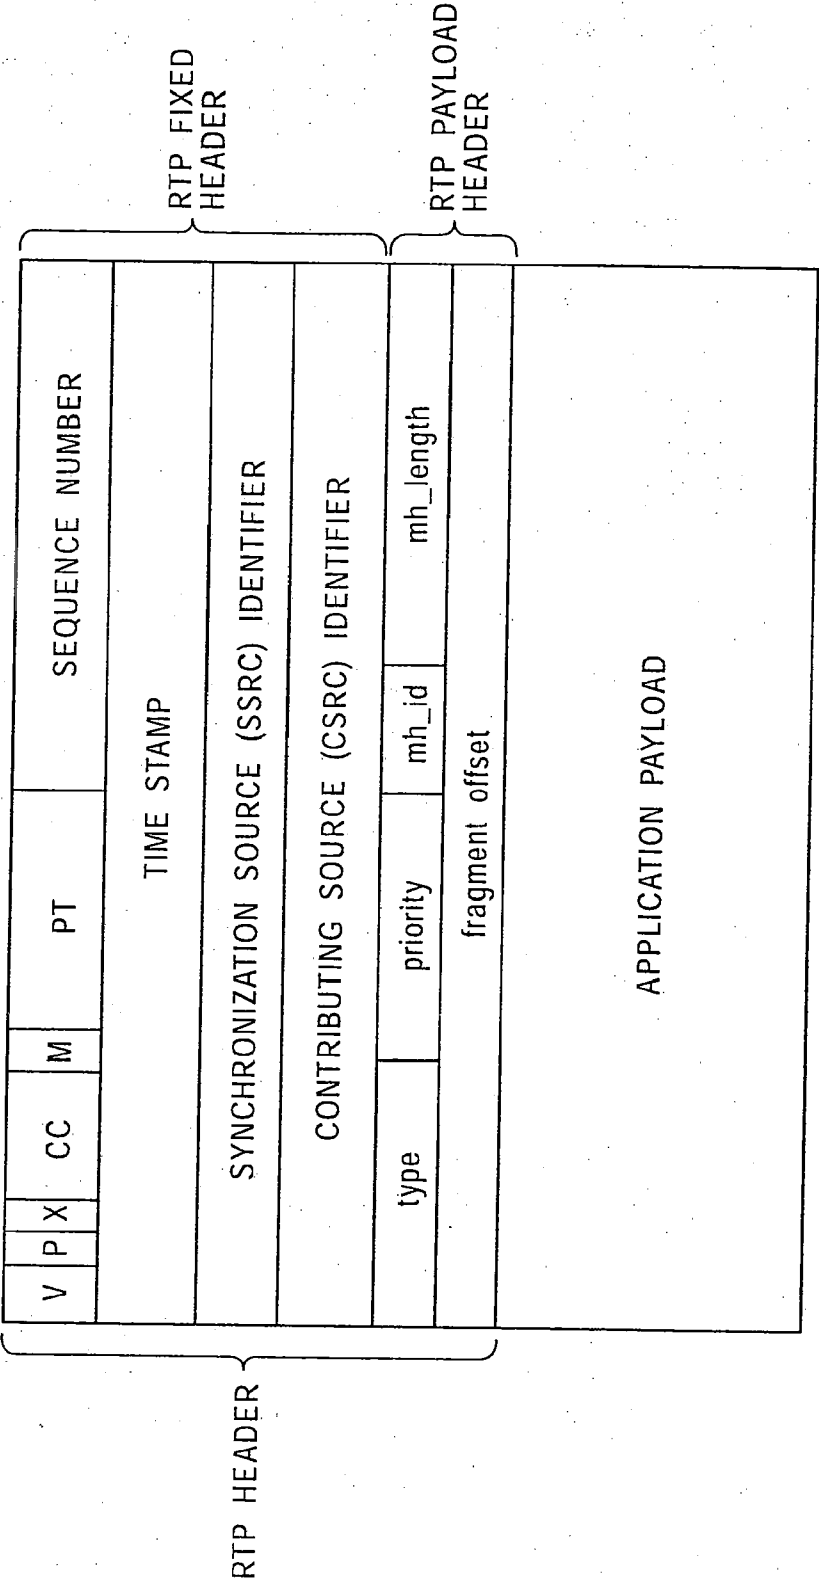 RTP HEADER
V P X CC M PT SEQUENCE NUMBER
TIME STAMP
SYNCHRONIZATION SOURCE (SSRC) IDENTIFIER
CONTRIBUTING SOURCE (CSRC) IDENTIFIER
type priority mh_id mh_length
fragment offset
APPLICATION PAYLOAD
RTP FIXED
HEADER
RTP PAYLOAD
HEADER